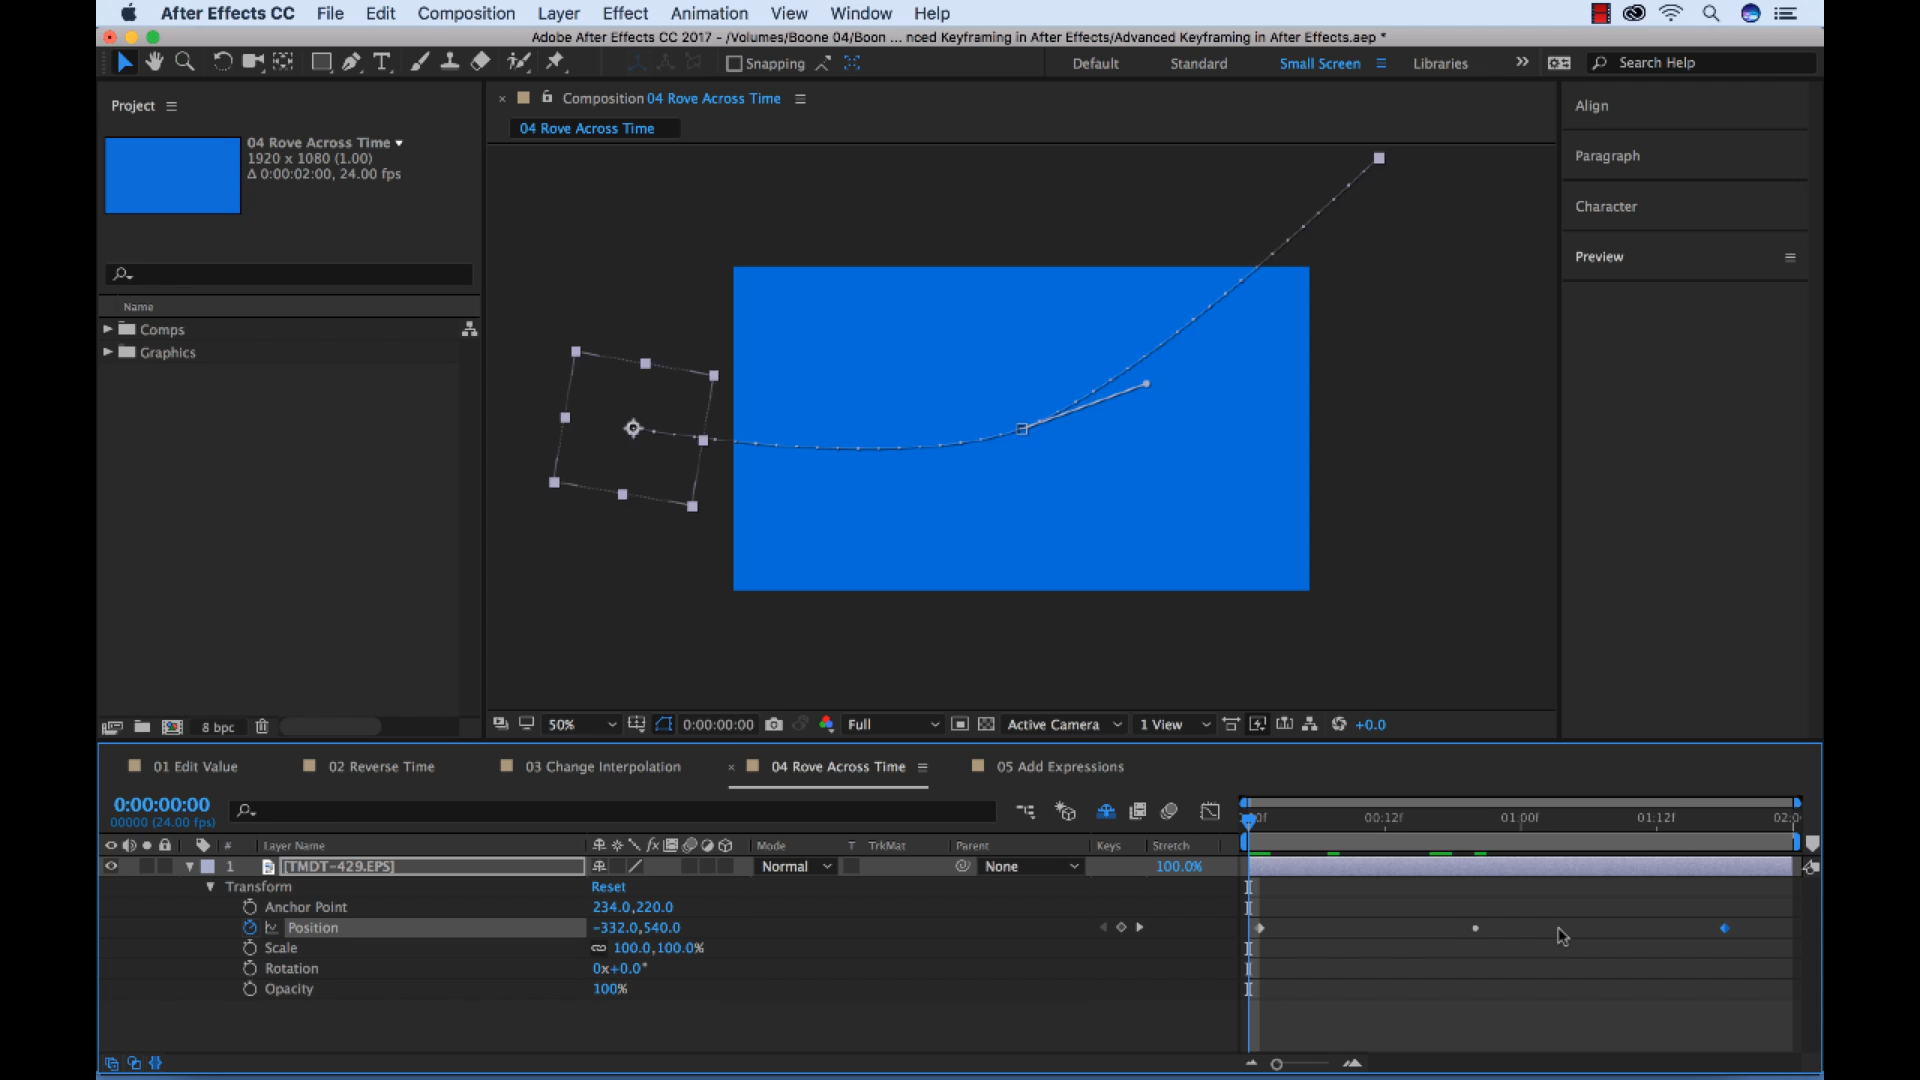 After Effects CC File Edit Composition Layer Effect Animation View Window Help
Adobe After Effects CC 2017 - /Volumes/Boone 04/Boon ... nced Keyframing in After Effects/Advanced Keyframing in After Effects.aep *
Snapping Default Standard Small Screen Libraries Search Help
Project
Composition 04 Rove Across Time
04 Rove Across Time
04 Rove Across Time
1920 x 1080 (1.00)
Δ 0:00:02:00, 24.00 fps
Name
Comps
Graphics
Align
Paragraph
Character
Preview
8 bpc
50% 0:00:00:00 Full Active Camera 1 View +0.0
01 Edit Value 02 Reverse Time 03 Change Interpolation 04 Rove Across Time 05 Add Expressions
0:00:00:00
00000 (24.00 fps)
00:12f 01:00f 01:12f
# Layer Name Mode T TrkMat Parent Keys Stretch
1 [TMDT-429.EPS] Normal None 100.0%
Transform Reset
Anchor Point 234.0,220.0
Position -332.0,540.0
Scale 100.0,100.0%
Rotation 0x+0.0°
Opacity 100%